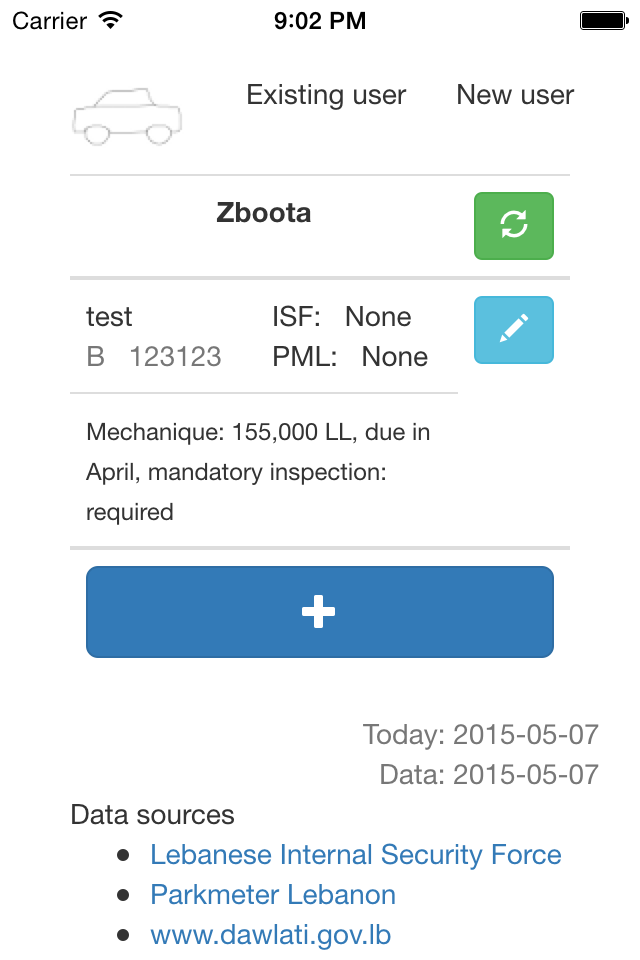 Carrier 9:02 PM
Existing user New user
Zboota
test ISF: None
B 123123 PML: None
Mechanique: 155,000 LL, due in
April, mandatory inspection:
required
Today: 2015-05-07
Data: 2015-05-07
Data sources
Lebanese Internal Security Force
Parkmeter Lebanon
www.dawlati.gov.lb